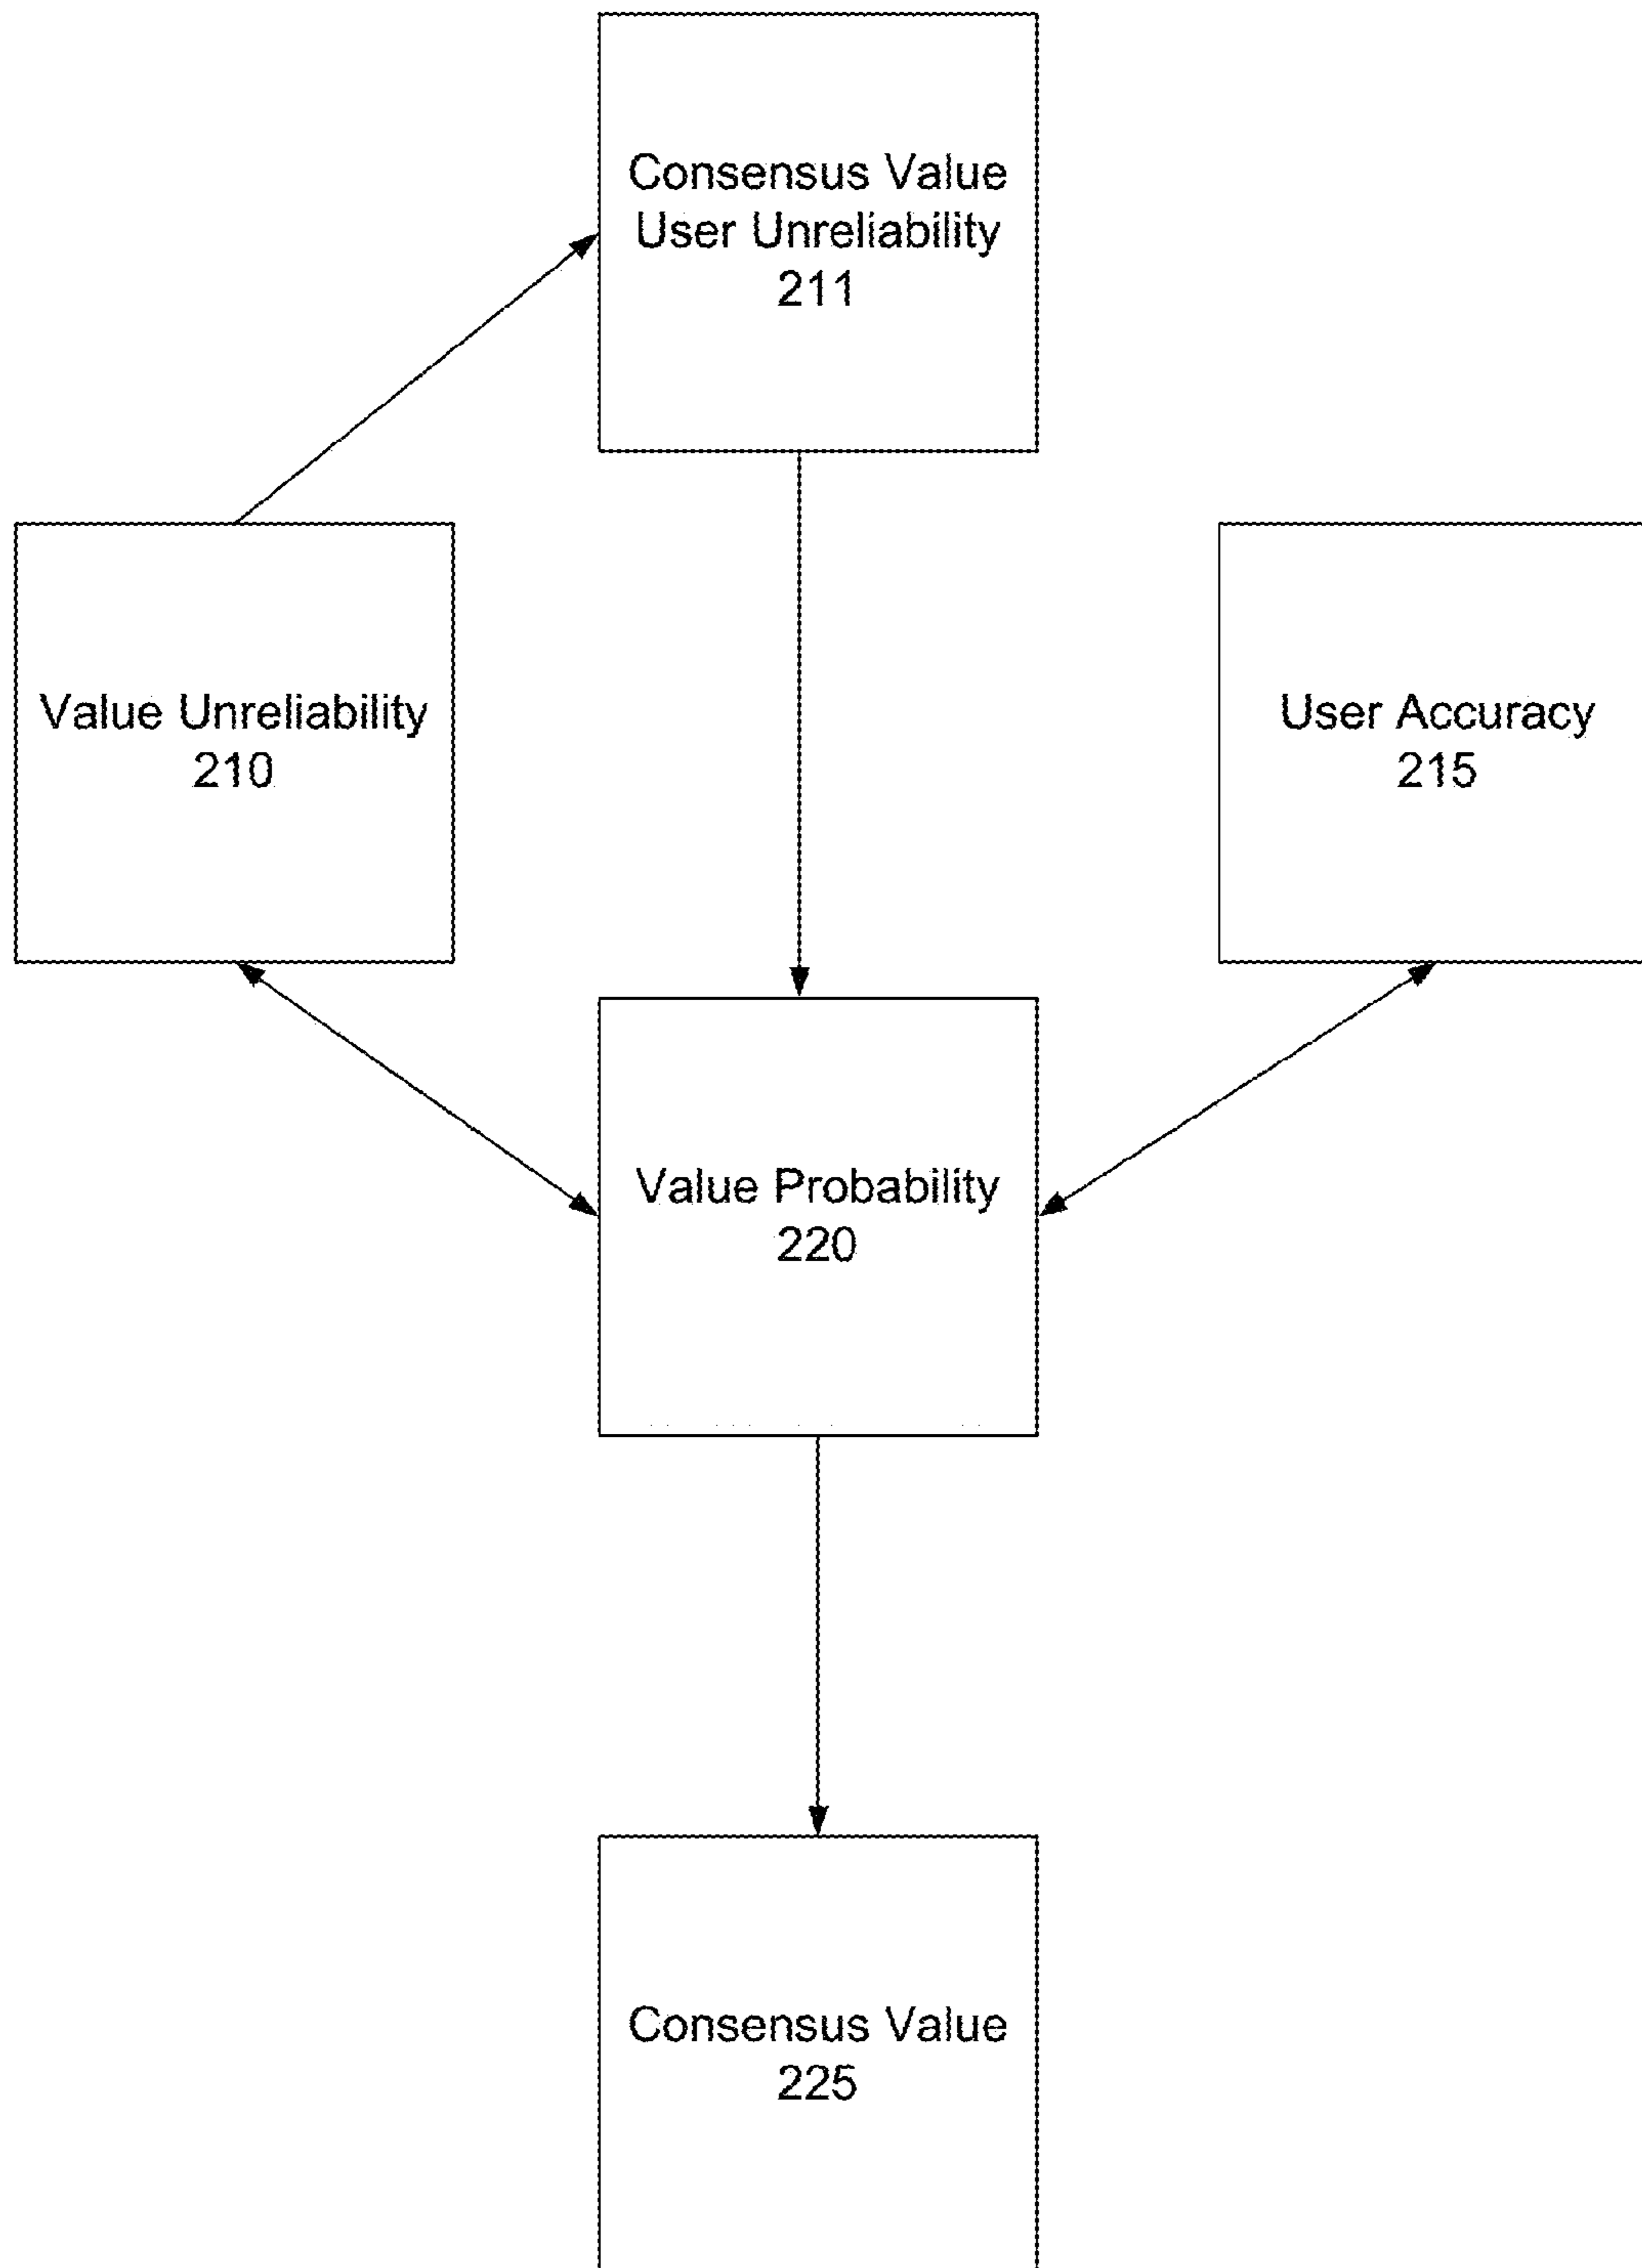 Consensus Value
User Unreliability
211
Value Unreliability
210
User Accuracy
215
Value Probability
220
Consensus Value
225